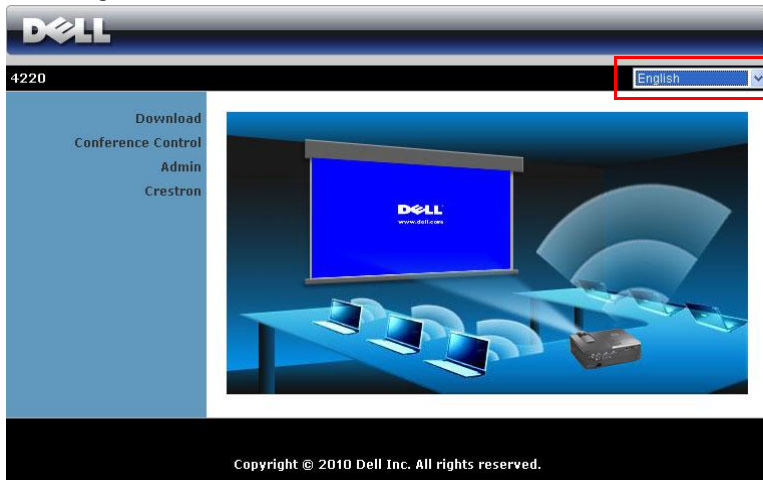 DELL
4220
English
Download
Conference Control
Admin
Crestron
DELL
www.dell.com
Copyright © 2010 Dell Inc. All rights reserved.